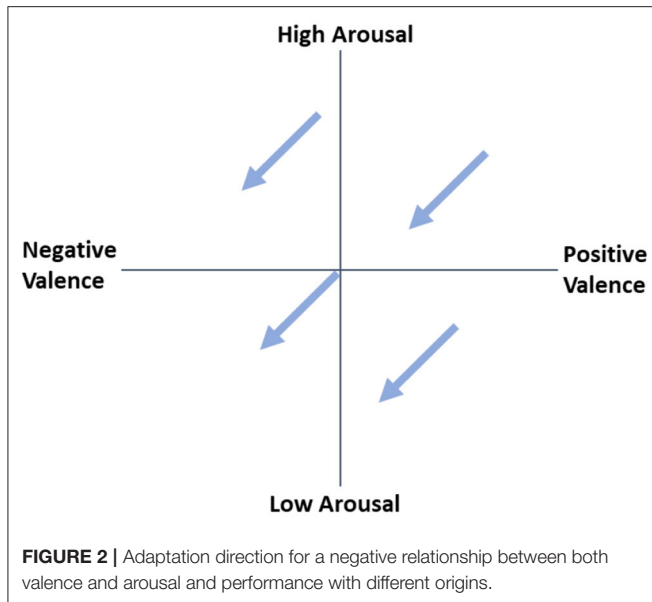 High Arousal
Negative
Valence
Positive
Valence
Low Arousal
FIGURE 2 | Adaptation direction for a negative relationship between both
valence and arousal and performance with different origins.